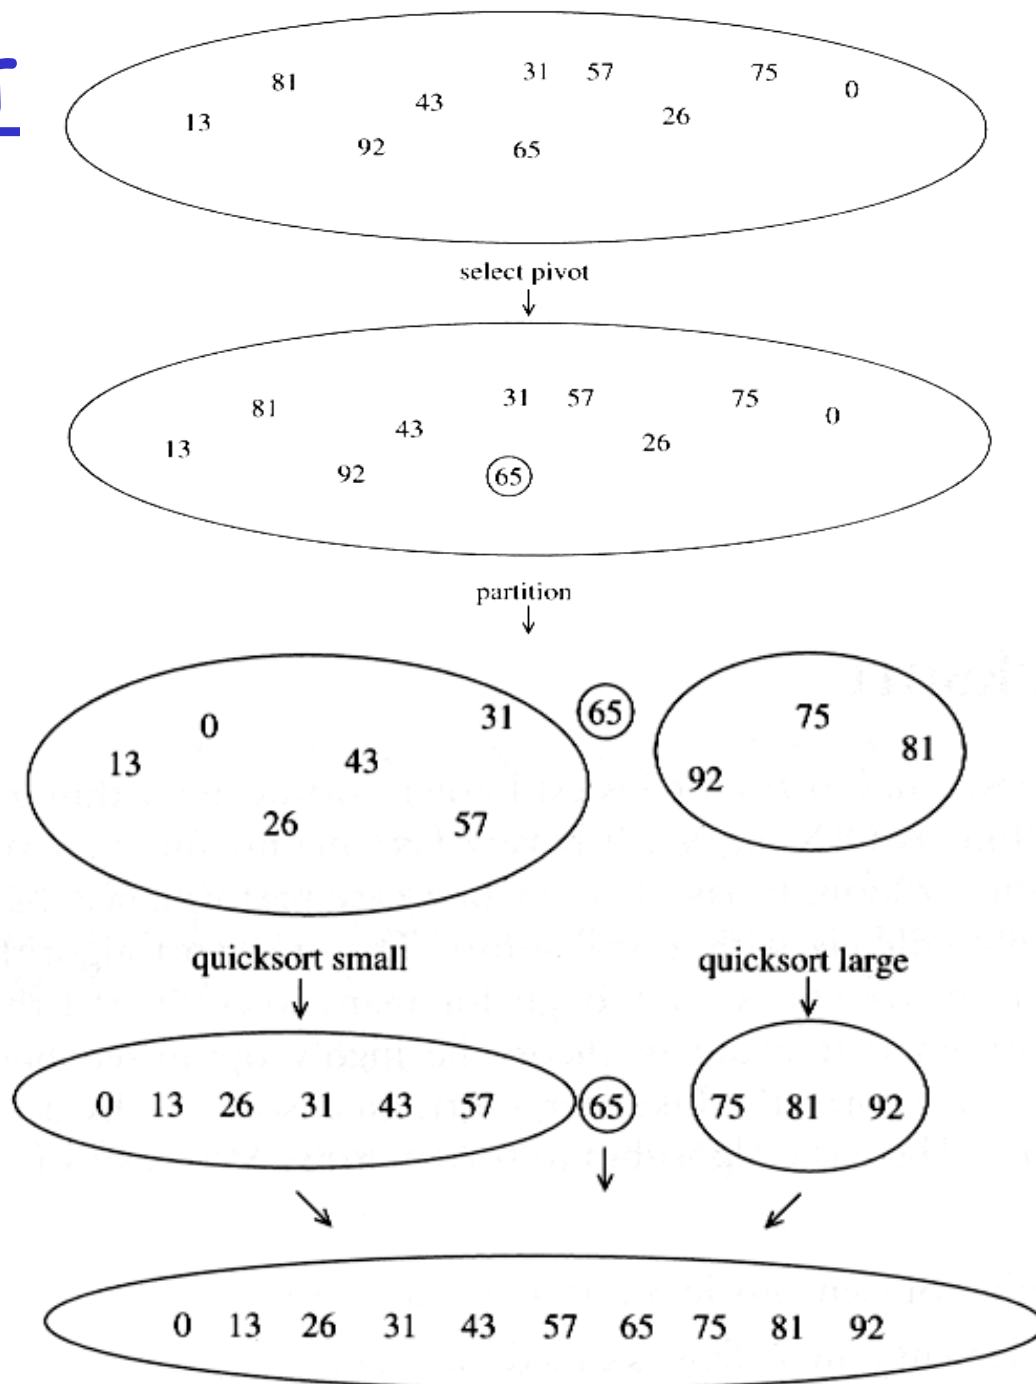 81 31 57 75 0
13 43 26
92 65
select pivot
81 31 57 75 0
13 43 26
92 65
partition
0 31 65 75
13 43 92 81
26 57
quicksort small quicksort large
0 13 26 31 43 57 65 75 81 92
0 13 26 31 43 57 65 75 81 92